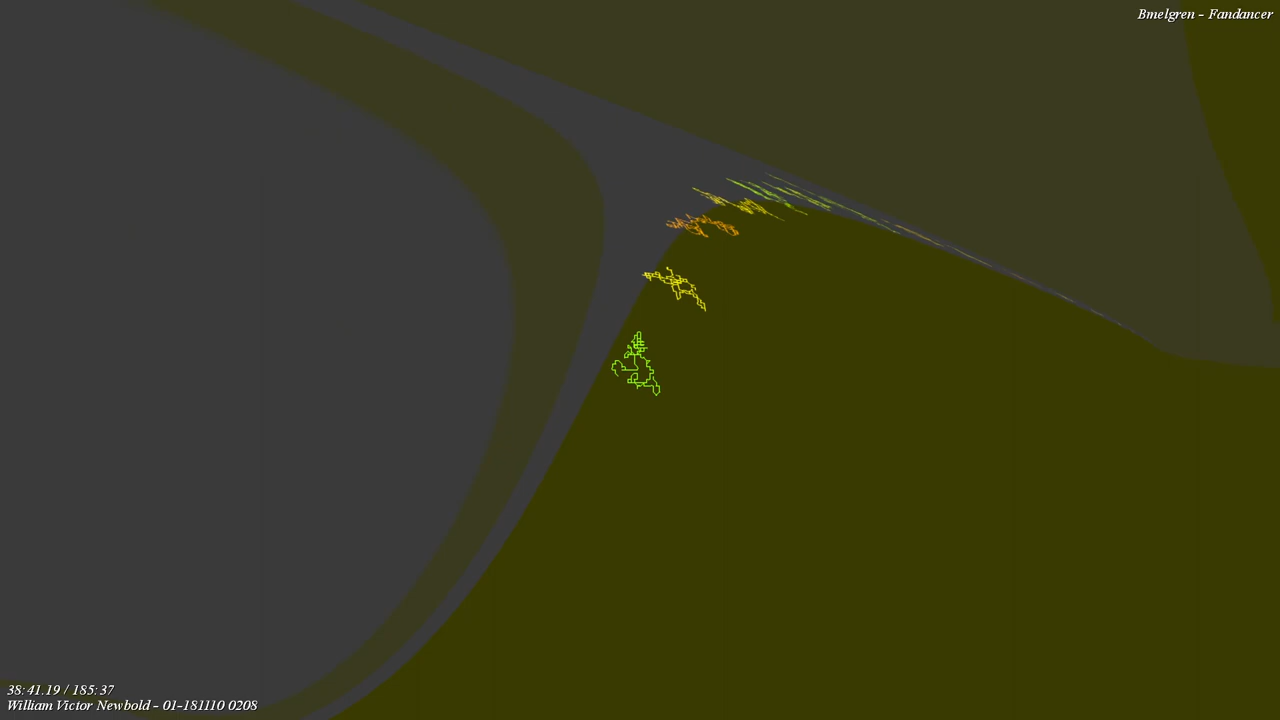 Bmelgren - Fandancer
38:41.19 / 185:37
William Victor Newbold - 01-181110 0208